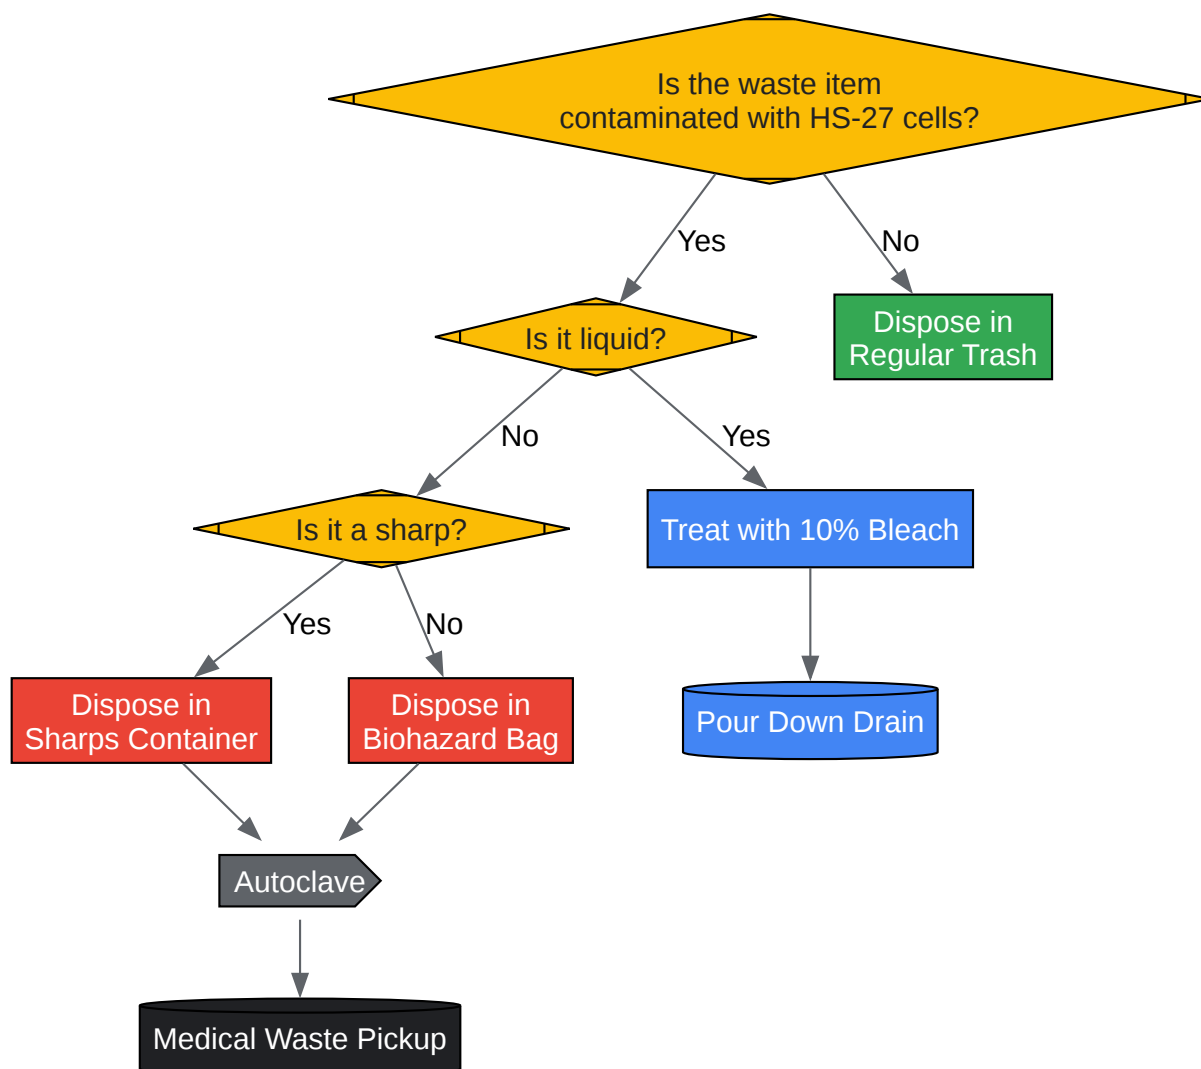 Is the waste item
contaminated with HS-27 cells?
Yes
No
Is it liquid?
Dispose in
Regular Trash
No
Yes
Is it a sharp?
Treat with 10% Bleach
Yes
No
Dispose in
Sharps Container
Dispose in
Biohazard Bag
Pour Down Drain
Autoclave
Medical Waste Pickup